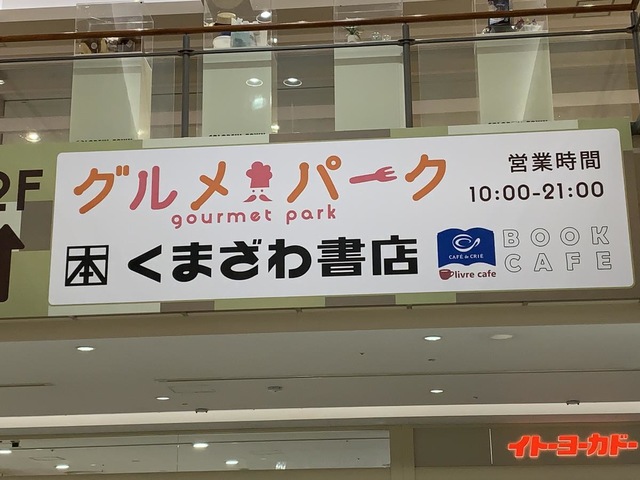 2F
グルメパーク
gourmet park
営業時間
10:00-21:00
本 くまざわ書店
CAFÉ de CRIÉ
livre cafe
BOOK
CAFE
イトーヨーカドー